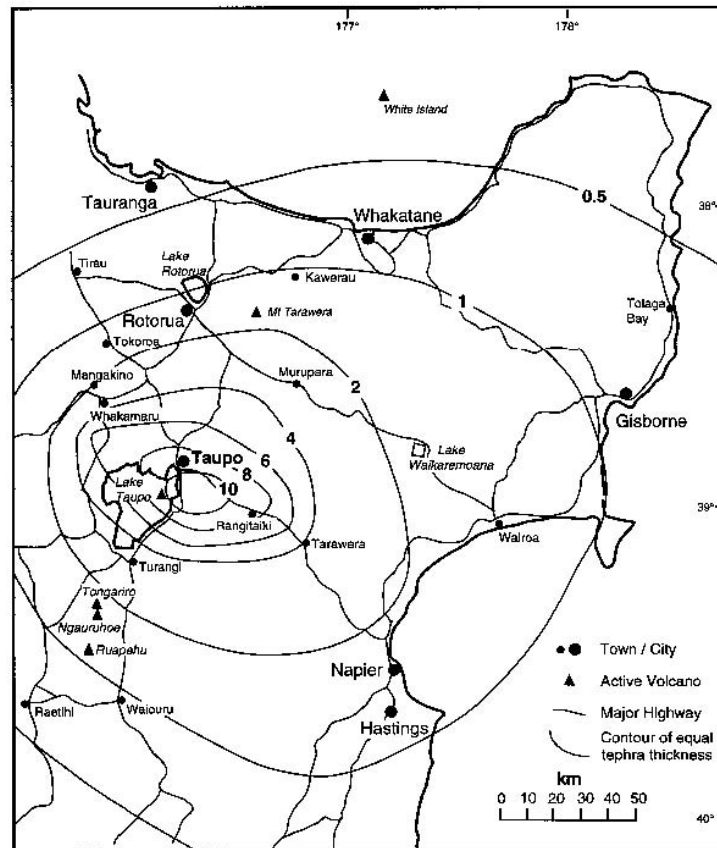 177°
178°
White Island
Tauranga
Whakatane
0.5
38°
Tirau
Lake
Rotorua
Kawerau
1
Rotorua
Mt Tarawera
Tolaga
Bay
Tokoroa
Mangakino
Murupara
2
Gisborne
Whakamaru
4
Taupo
6
Lake
Waikaremoana
Lake
Taupo
8
10
39°
Rangitaiki
Tarawera
Wairoa
Turangi
Tongariro
Ngauruhoe
Ruapehu
Napier
Town / City
Active Volcano
Raetihi
Waiouru
Hastings
Major Highway
Contour of equal
tephra thickness
km
0 10 20 30 40 50
40°